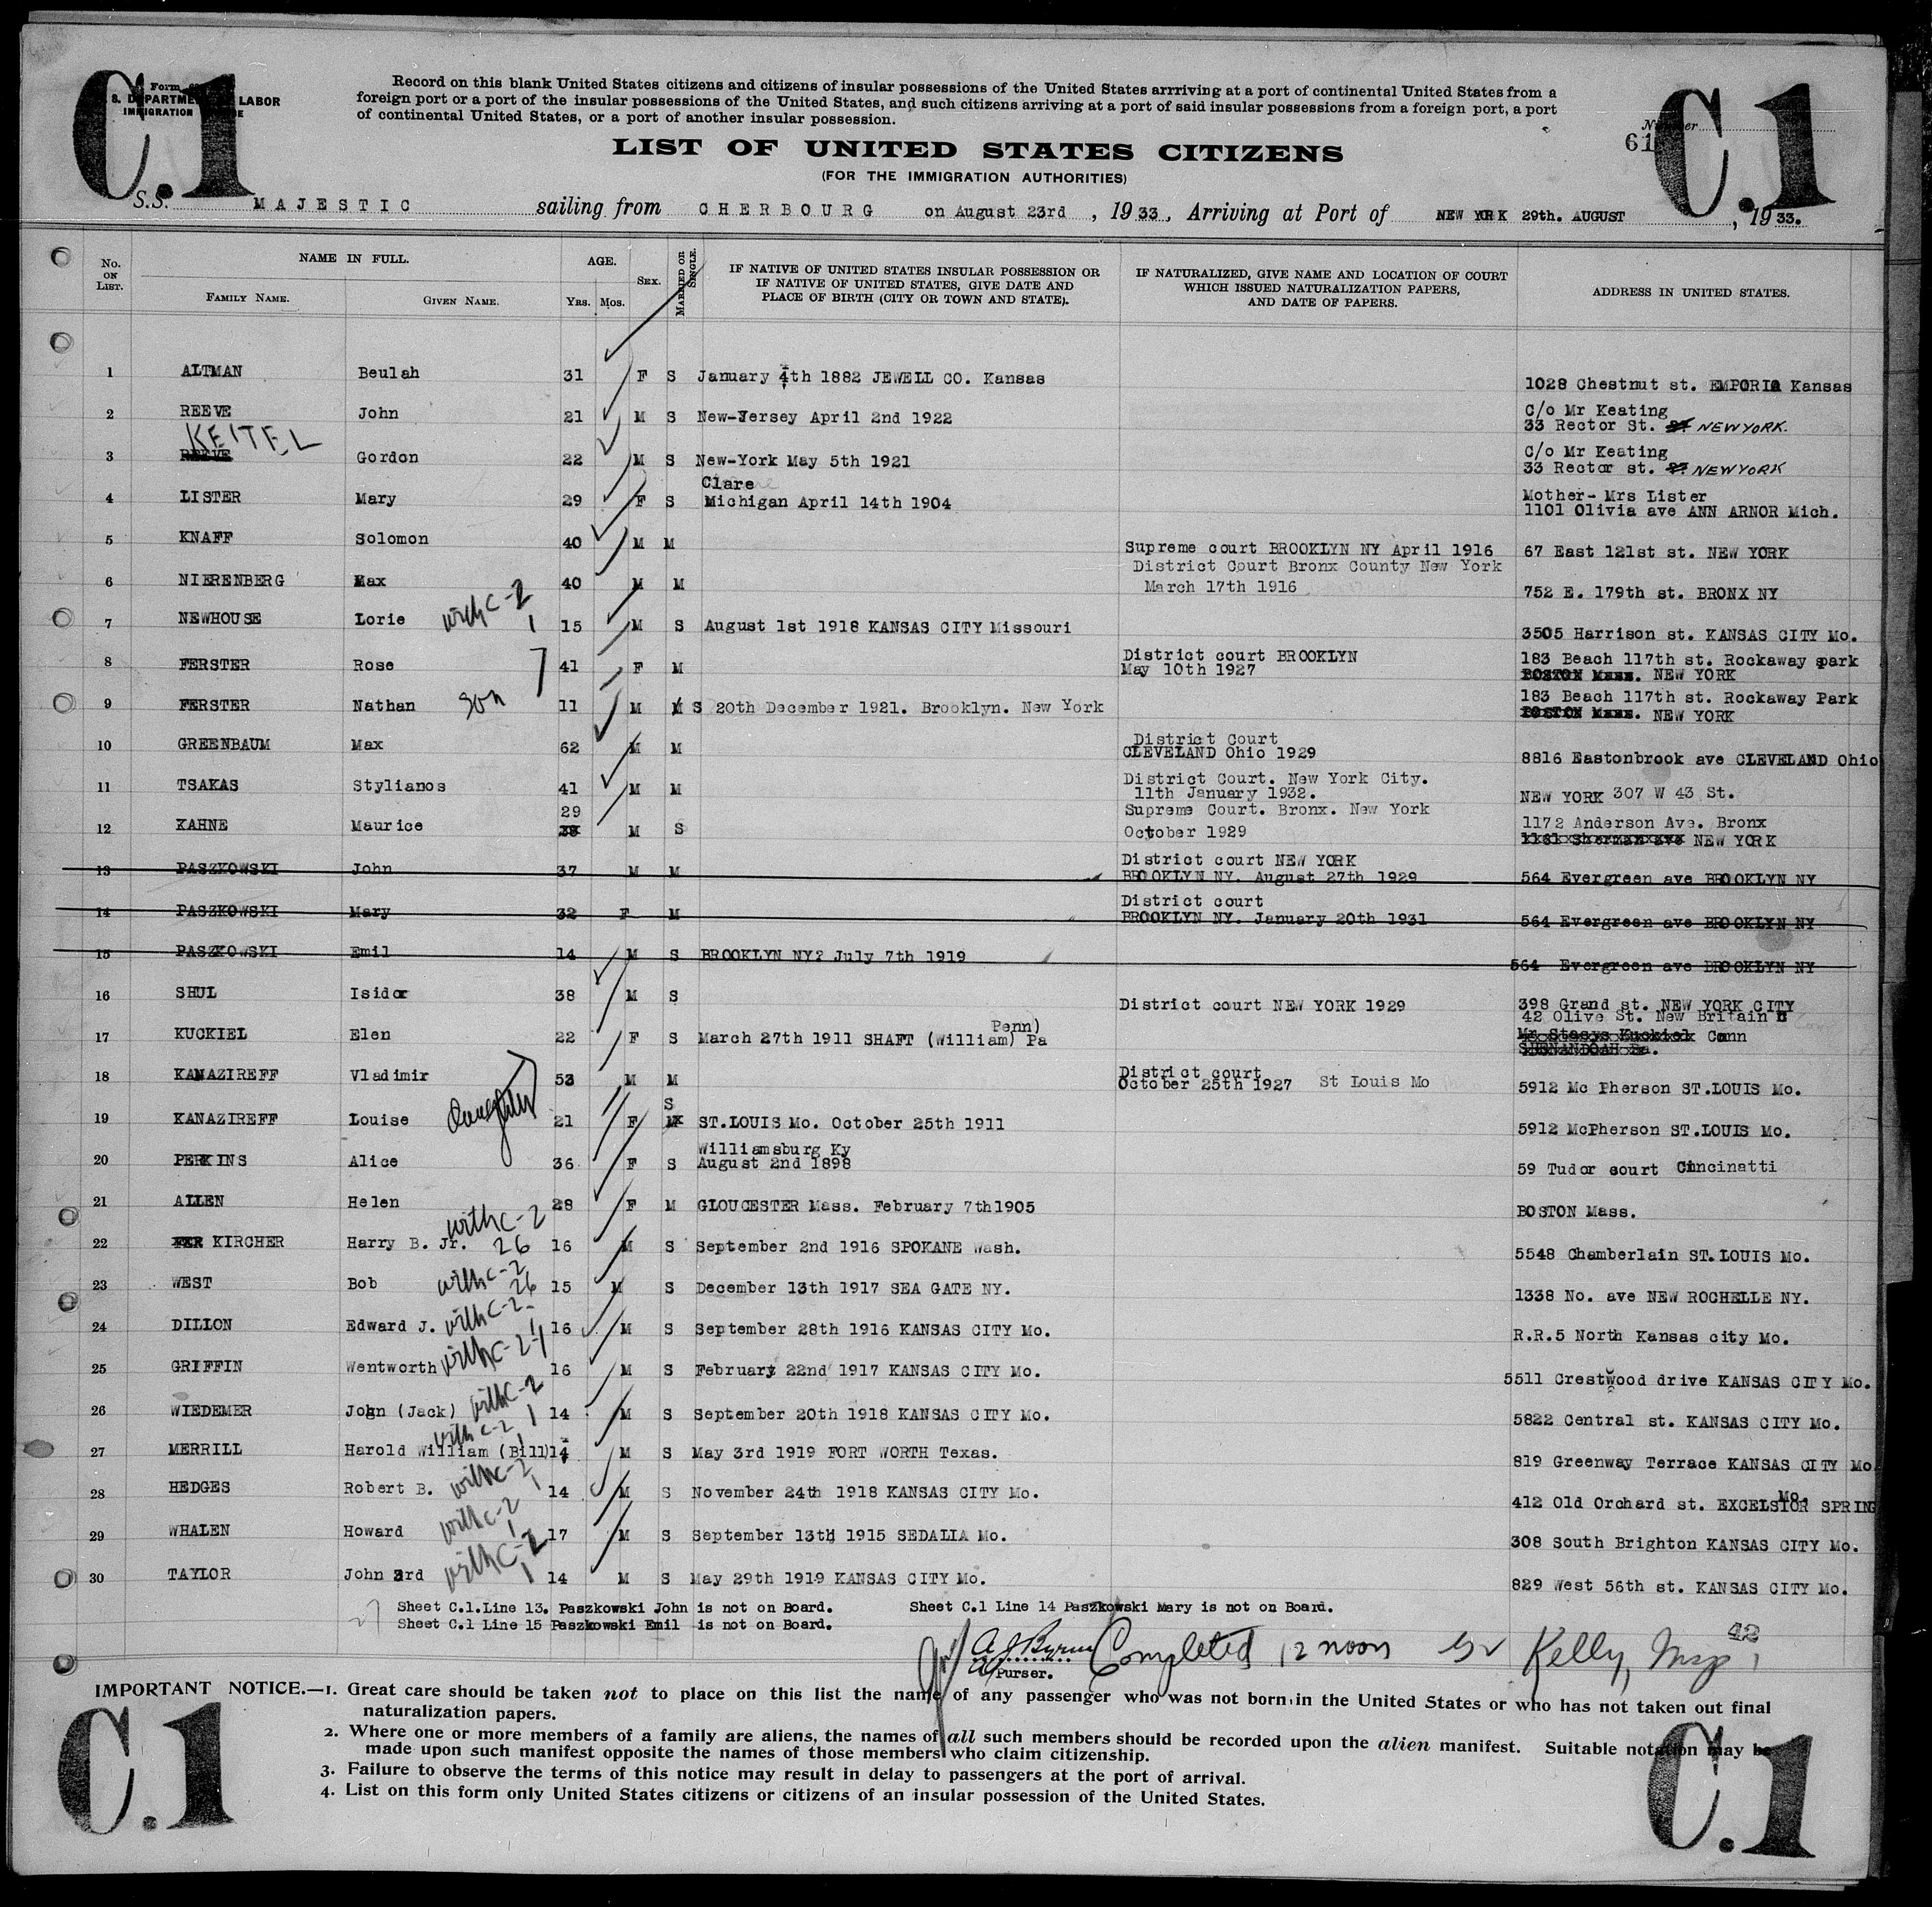 C.1
C.1
Form
S. DEPARTMENT LABOR
IMMIGRATION
Record on this blank United States citizens and citizens of insular possessions of the United States arrriving at a port of continental United States from a
foreign port or a port of the insular possessions of the United States, and such citizens arriving at a port of said insular possessions from a foreign port, a port
of continental United States, or a port of another insular possession.
Number
61
LIST OF UNITED STATES CITIZENS
(FOR THE IMMIGRATION AUTHORITIES)
S.S. MAJESTIC sailing from CHERBOURG on August 23rd, 1933, Arriving at Port of NEW YORK 29th. AUGUST, 1933.
No. ON LIST. NAME IN FULL. AGE. SEX. MARRIED OR SINGLE. IF NATIVE OF UNITED STATES INSULAR POSSESSION OR IF NATIVE OF UNITED STATES, GIVE DATE AND PLACE OF BIRTH (CITY OR TOWN AND STATE). IF NATURALIZED, GIVE NAME AND LOCATION OF COURT WHICH ISSUED NATURALIZATION PAPERS, AND DATE OF PAPERS. ADDRESS IN UNITED STATES.
FAMILY NAME. GIVEN NAME. YRS. MOS.
1 ALTMAN Beulah 31 F S January 4th 1882 JEWELL CO. Kansas 1028 Chestnut st. EMPORIA Kansas
2 REEVE John 21 M S New-Jersey April 2nd 1922 C/o Mr Keating
33 Rector St. NEW YORK.
KEITEL
3 REEVE Gordon 22 M S New-York May 5th 1921 C/o Mr Keating
33 Rector st. NEW YORK
Clare
4 LISTER Mary 29 F S Michigan April 14th 1904 Mother- Mrs Lister
1101 Olivia ave ANN ARNOR Mich.
5 KNAFF Solomon 40 M M Supreme court BROOKLYN NY April 1916 67 East 121st st. NEW YORK
District Court Bronx County New York
6 NIERENBERG Max 40 M M March 17th 1916 752 E. 179th st. BRONX NY
7 NEWHOUSE Lorie with C-2 1 15 M S August 1st 1918 KANSAS CITY Missouri 3505 Harrison st. KANSAS CITY Mo.
8 FERSTER Rose 41 F M District court BROOKLYN 183 Beach 117th st. Rockaway park
May 10th 1927 BOSTON Mass. NEW YORK
9 FERSTER Nathan son 11 M S 20th December 1921. Brooklyn. New York 183 Beach 117th st. Rockaway Park
BOSTON Mass. NEW YORK
10 GREENBAUM Max 62 M M District Court
CLEVELAND Ohio 1929 8816 Eastonbrook ave CLEVELAND Ohio
11 TSAKAS Stylianos 41 M M District Court. New York City.
11th January 1932. NEW YORK 307 W 43 St.
29 Supreme Court. Bronx. New York
12 KAHNE Maurice M S October 1929 1172 Anderson Ave. Bronx
1161 Sherman ave NEW YORK
13 PASZKOWSKI John 37 M M District court NEW YORK
BROOKLYN NY. August 27th 1929 564 Evergreen ave BROOKLYN NY
14 PASZKOWSKI Mary 32 F M District court
BROOKLYN NY. January 20th 1931 564 Evergreen ave BROOKLYN NY
15 PASZKOWSKI Emil 14 M S BROOKLYN NY? July 7th 1919 564 Evergreen ave BROOKLYN NY
16 SHUL Isidor 38 M S District court NEW YORK 1929 398 Grand st. NEW YORK CITY
Penn) 42 Olive St. New Britain
17 KUCKIEL Elen 22 F S March 27th 1911 SHAFT (William) Pa Mr Stasys Kuckiel Conn
SHENANDOAH Pa.
18 KANAZIREFF Vladimir 53 M M District court
October 25th 1927 St Louis Mo 5912 Mc Pherson ST.LOUIS Mo.
S
19 KANAZIREFF Louise daughter 21 F ST.LOUIS Mo. October 25th 1911 5912 McPherson ST.LOUIS Mo.
Williamsburg Ky
20 PERKINS Alice 36 F S August 2nd 1898 59 Tudor court Cincinatti
21 ALLEN Helen 28 F M GLOUCESTER Mass. February 7th1905 BOSTON Mass.
22 KIRCHER Harry B. Jr. with C-2 26 16 M S September 2nd 1916 SPOKANE Wash. 5548 Chamberlain ST.LOUIS Mo.
23 WEST Bob with C-2 26 15 M S December 13th 1917 SEA GATE NY. 1338 No. ave NEW ROCHELLE NY.
24 DILLON Edward J. with C-2 1 16 M S September 28th 1916 KANSAS CITY Mo. R.R.5 North Kansas city Mo.
25 GRIFFIN Wentworth with C-2 1 16 M S February 22nd 1917 KANSAS CITY Mo. 5511 Crestwood drive KANSAS CITY Mo.
26 WIEDEMER John (Jack) with C-2 1 14 M S September 20th 1918 KANSAS CITY Mo. 5822 Central st. KANSAS CITY Mo.
27 MERRILL Harold William (Bill) with C-2 1 14 M S May 3rd 1919 FORT WORTH Texas. 819 Greenway Terrace KANSAS CITY Mo
28 HEDGES Robert B. with C-2 1 14 M S November 24th 1918 KANSAS CITY Mo. 412 Old Orchard st. EXCELSIOR SPRING Mo.
29 WHALEN Howard with C-2 1 17 M S September 13th 1915 SEDALIA Mo. 308 South Brighton KANSAS CITY Mo.
30 TAYLOR John 3rd with C-2 1 14 M S May 29th 1919 KANSAS CITY Mo. 829 West 56th st. KANSAS CITY Mo.
27 Sheet C.1.Line 13. Paszkowski John is not on Board. Sheet C.1 Line 14 Paszkowski Mary is not on Board.
Sheet C.1 Line 15 Paszkowski Emil is not on Board.
A J Byrne Completed 12 noon Kelly, Insp 42
Purser.
IMPORTANT NOTICE.—1. Great care should be taken not to place on this list the name of any passenger who was not born in the United States or who has not taken out final
naturalization papers.
2. Where one or more members of a family are aliens, the names of all such members should be recorded upon the alien manifest. Suitable notation may be
made upon such manifest opposite the names of those members who claim citizenship.
3. Failure to observe the terms of this notice may result in delay to passengers at the port of arrival.
4. List on this form only United States citizens or citizens of an insular possession of the United States.
C.1
C.1